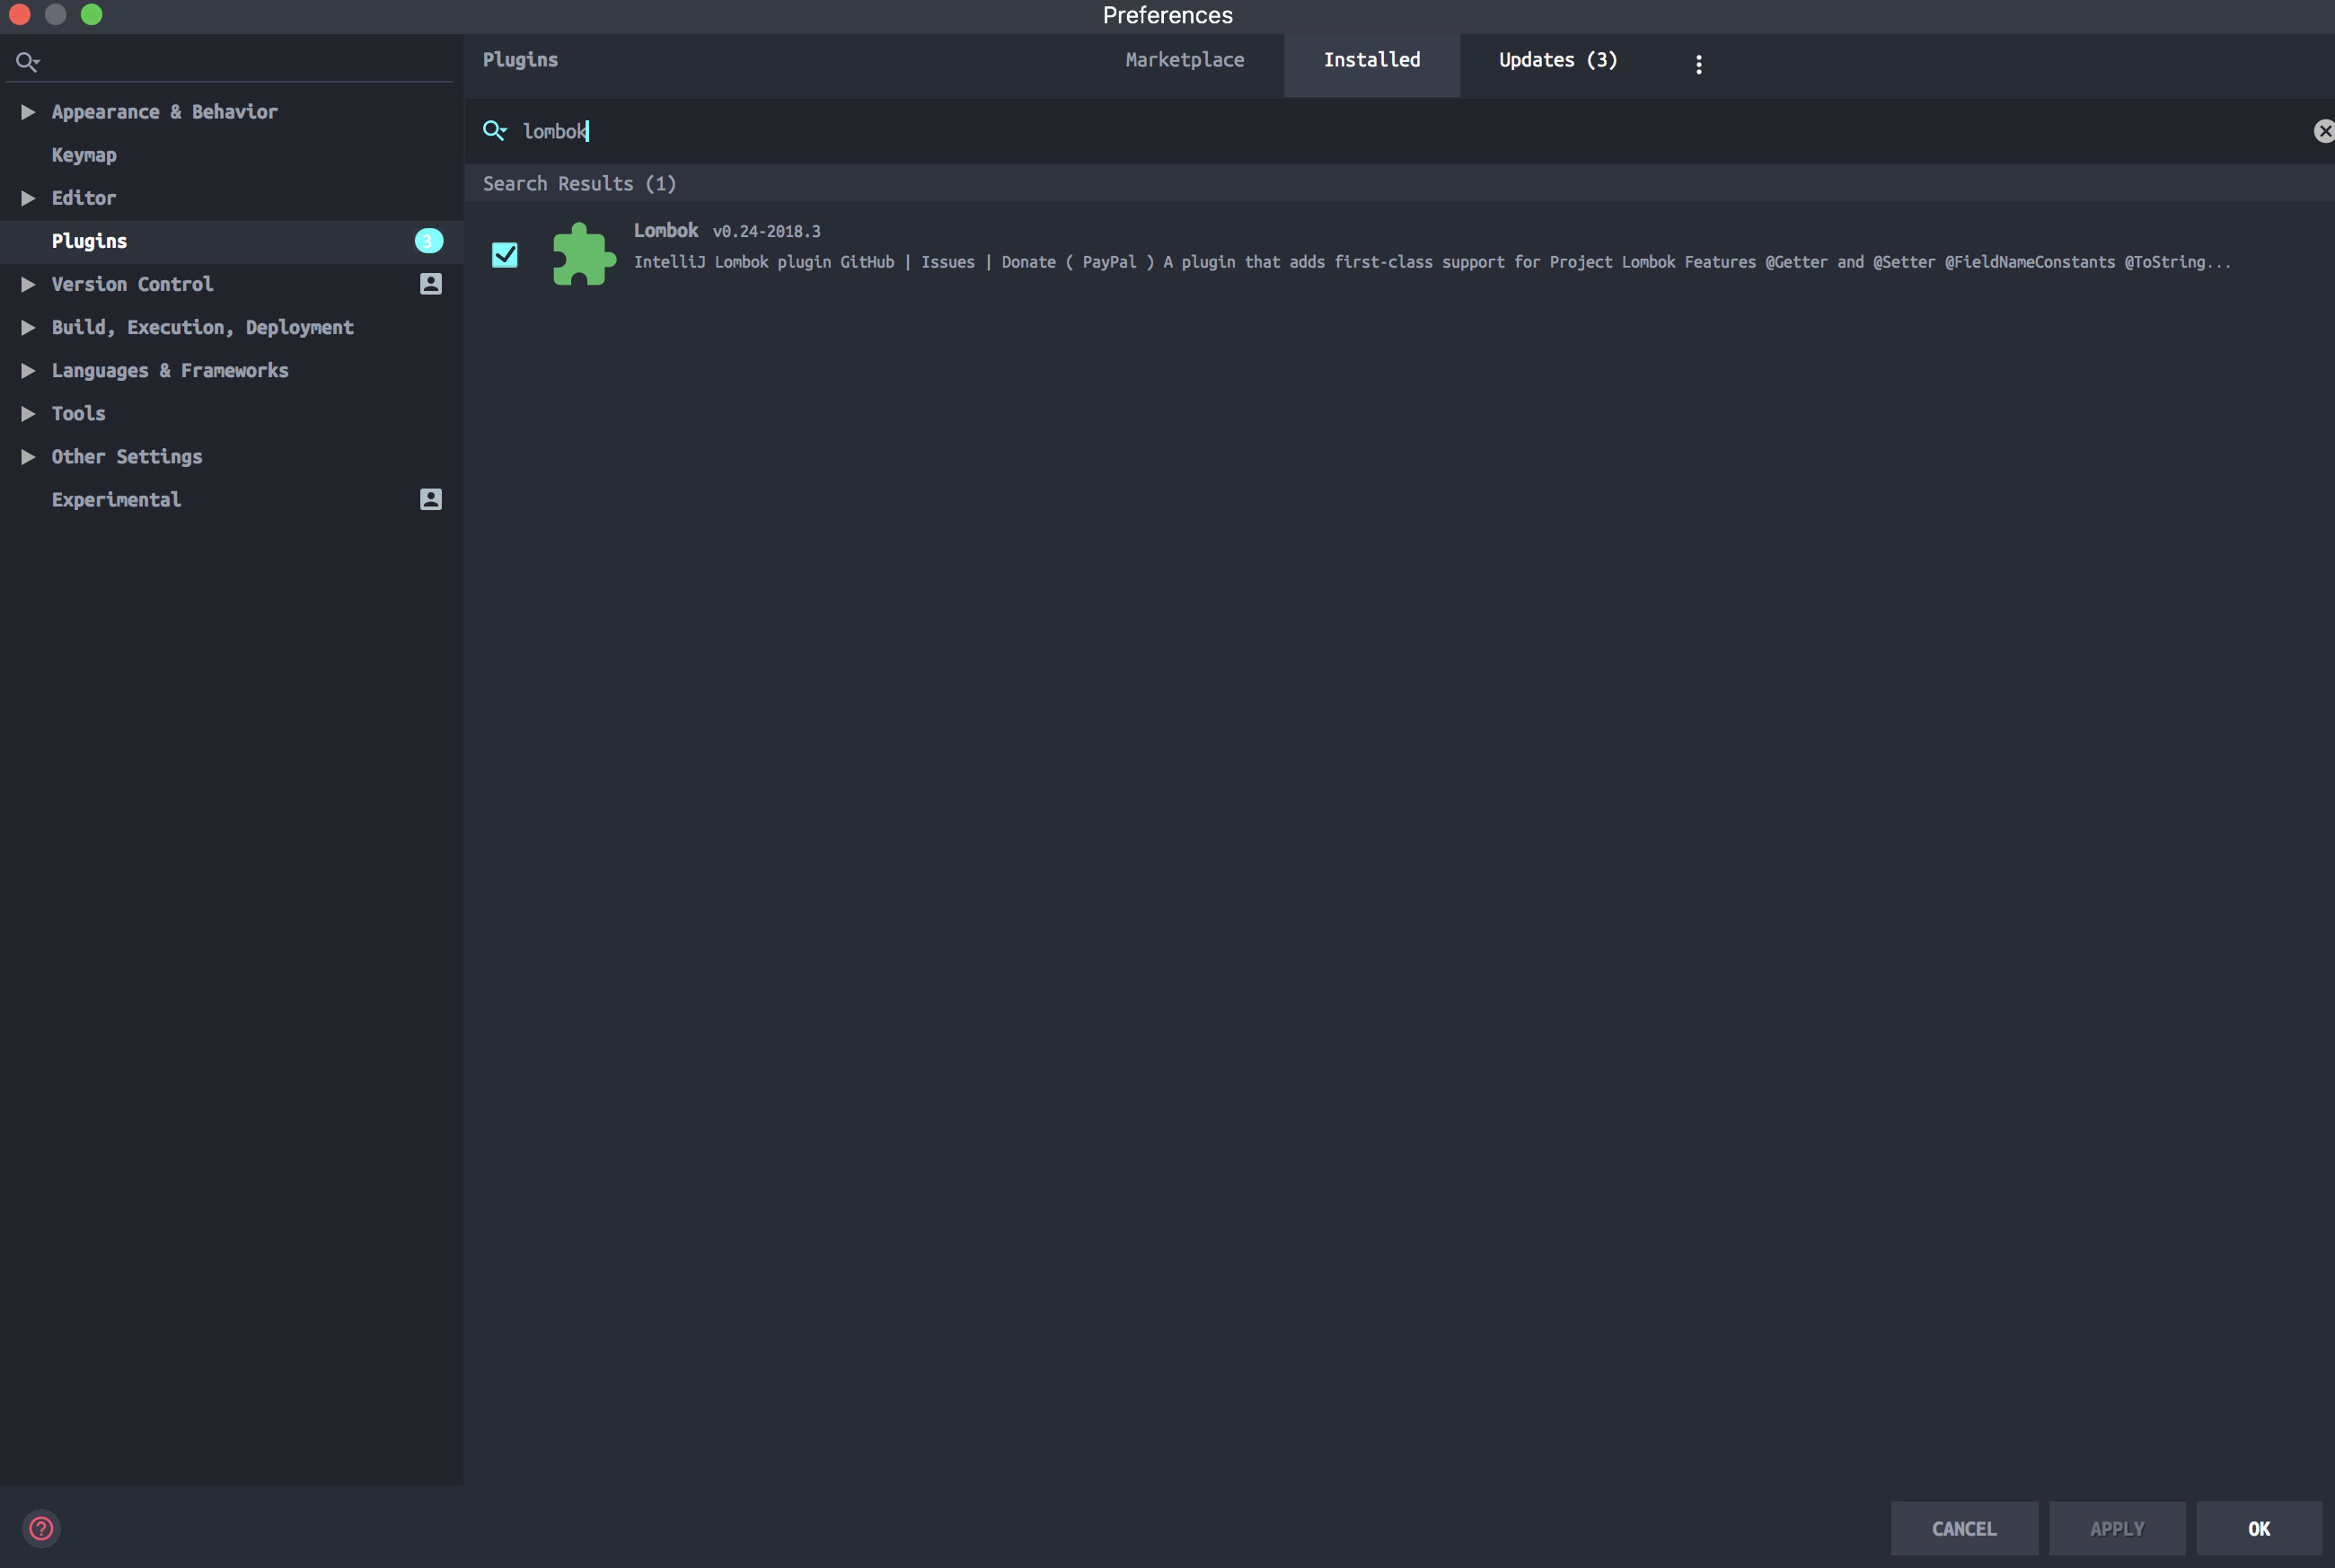 Preferences
Plugins
Marketplace
Installed
Updates (3)
lombok
Search Results (1)
Appearance & Behavior
Keymap
Editor
Plugins 3
Version Control
Build, Execution, Deployment
Languages & Frameworks
Tools
Other Settings
Experimental
Lombok v0.24-2018.3
IntelliJ Lombok plugin GitHub | Issues | Donate ( PayPal ) A plugin that adds first-class support for Project Lombok Features @Getter and @Setter @FieldNameConstants @ToString...
?
CANCEL
APPLY
OK